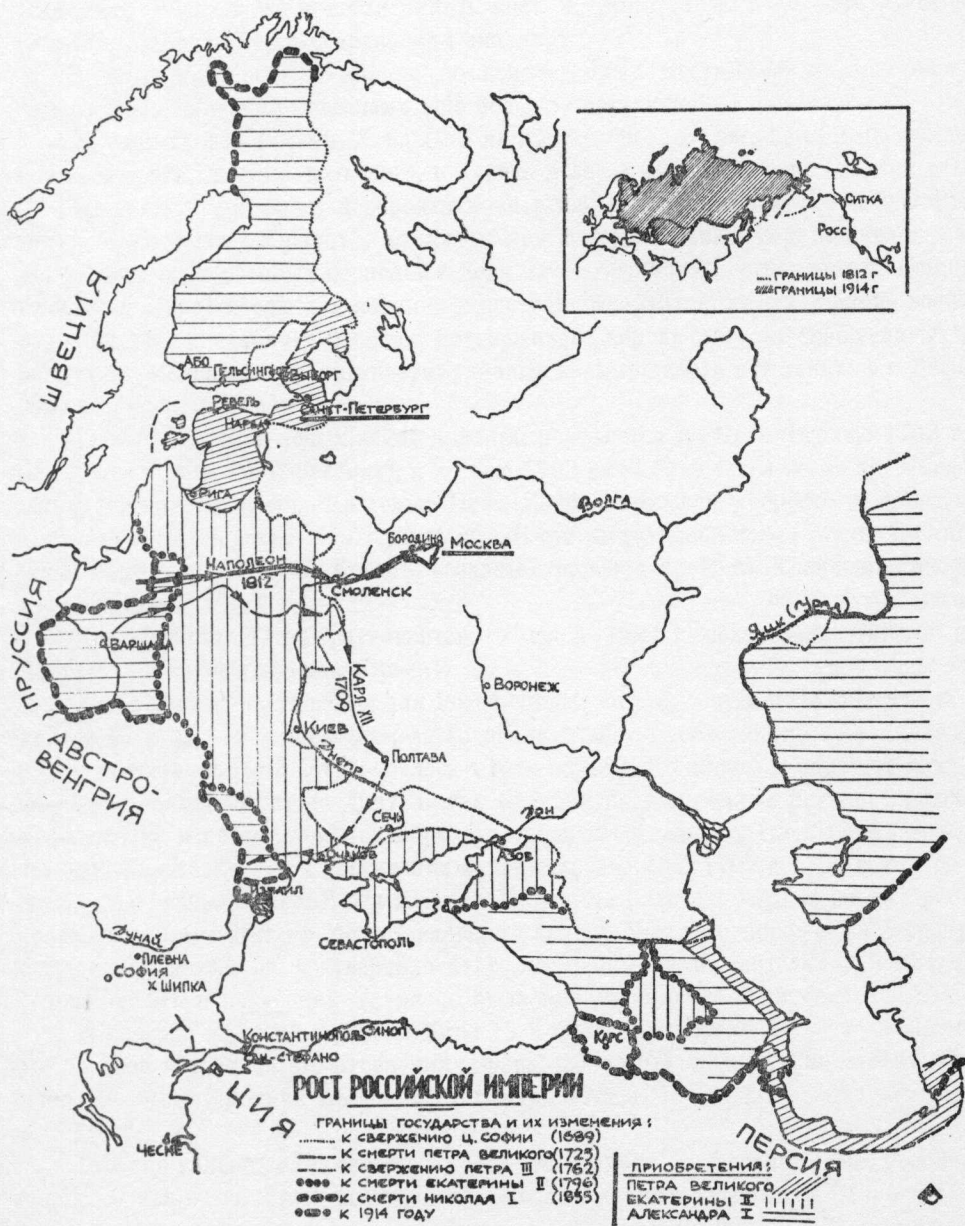 СИТКА
РОСС
.... ГРАНИЦЫ 1812 г
ГРАНИЦЫ 1914 г
ШВЕЦИЯ
АБО
ГЕЛЬСИНГФОРС
ВЫБОРГ
РЕВЕЛЬ
НАРВА
САНКТ-ПЕТЕРБУРГ
РИГА
ВОЛГА
БОРОДИНО
МОСКВА
НАПОЛЕОН
1812
СМОЛЕНСК
ЯИК (УРАЛ)
ПРУССИЯ
ВАРШАВА
КАРЛ XII
1709
ВОРОНЕЖ
КИЕВ
ДНЕПР
ПОЛТАВА
АВСТРО-
ВЕНГРИЯ
СЕЧЬ
ДОН
ОЧАКОВ
АЗОВ
ИЗМАИЛ
СЕВАСТОПОЛЬ
ДУНАЙ
ПЛЕВНА
СОФИЯ
× ШИПКА
КОНСТАНТИНОПОЛЬ
СИНОП
САН-СТЕФАНО
КАРС
ТУРЦИЯ
ЧЕСМЕ
ПЕРСИЯ
РОСТ РОССИЙСКОЙ ИМПЕРИИ
ГРАНИЦЫ ГОСУДАРСТВА И ИХ ИЗМЕНЕНИЯ:
К СВЕРЖЕНИЮ Ц. СОФИИ (1689)
К СМЕРТИ ПЕТРА ВЕЛИКОГО (1725)
К СВЕРЖЕНИЮ ПЕТРА III (1762)
К СМЕРТИ ЕКАТЕРИНЫ II (1796)
К СМЕРТИ НИКОЛАЯ I (1855)
К 1914 ГОДУ
ПРИОБРЕТЕНИЯ:
ПЕТРА ВЕЛИКОГО
ЕКАТЕРИНЫ II
АЛЕКСАНДРА I